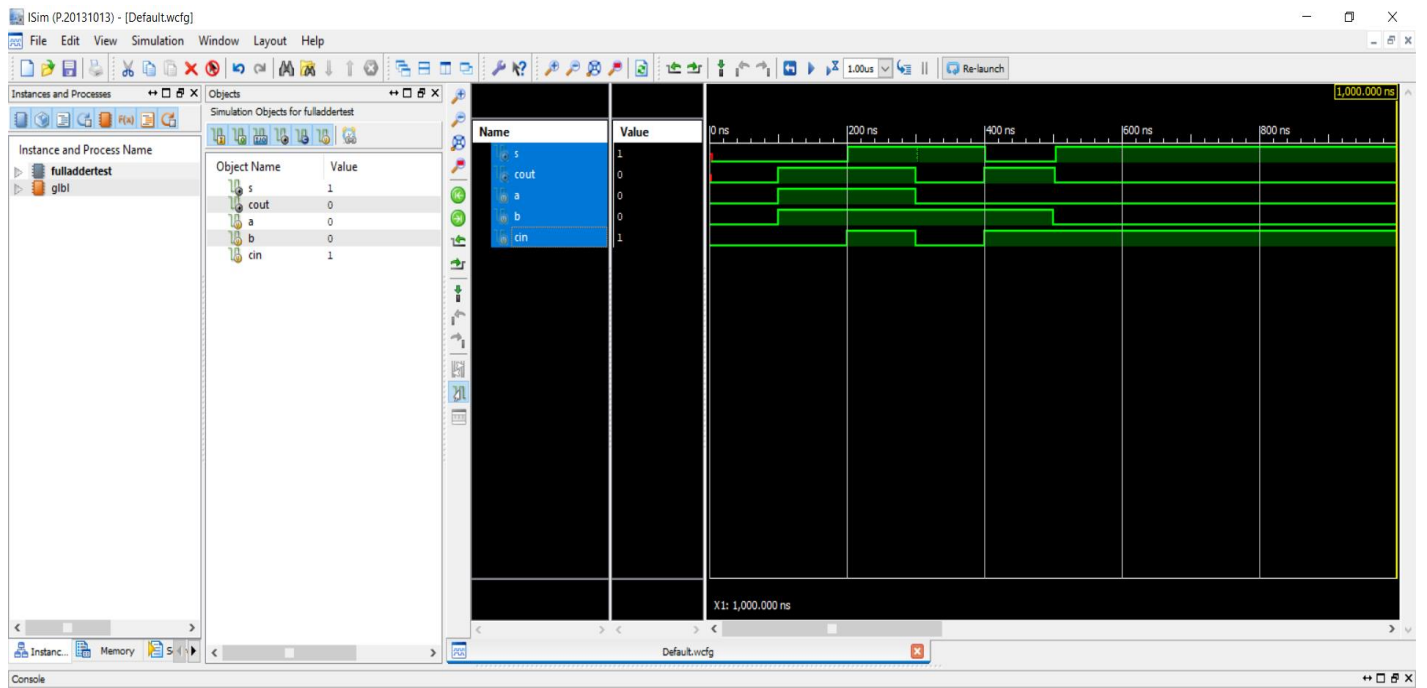 ISim (P.20131013) - [Default.wcfg]
File Edit View Simulation Window Layout Help
1.00us Re-launch
Instances and Processes
Instance and Process Name
fulladdertest
glbl
Instanc... Memory
Objects
Simulation Objects for fulladdertest
Object Name Value
s 1
cout 0
a 0
b 0
cin 1
Name Value
s 1
cout 0
a 0
b 0
cin 1
1,000.000 ns
0 ns 200 ns 400 ns 600 ns 800 ns
X1: 1,000.000 ns
Default.wcfg
Console